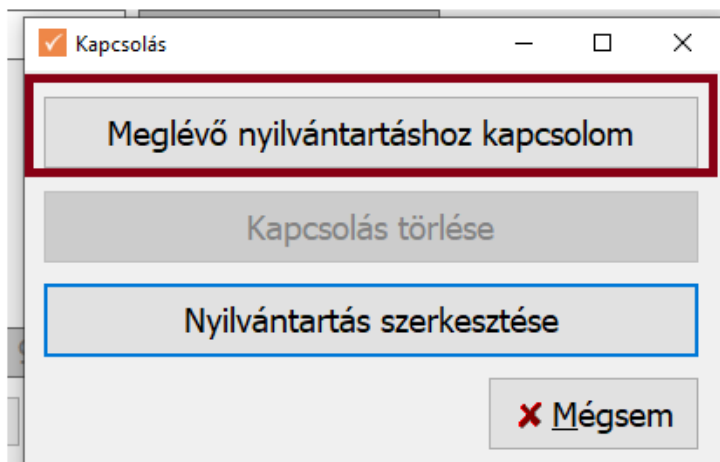 Kapcsolás
Meglévő nyilvántartáshoz kapcsolom
Kapcsolás törlése
Nyilvántartás szerkesztése
Mégsem